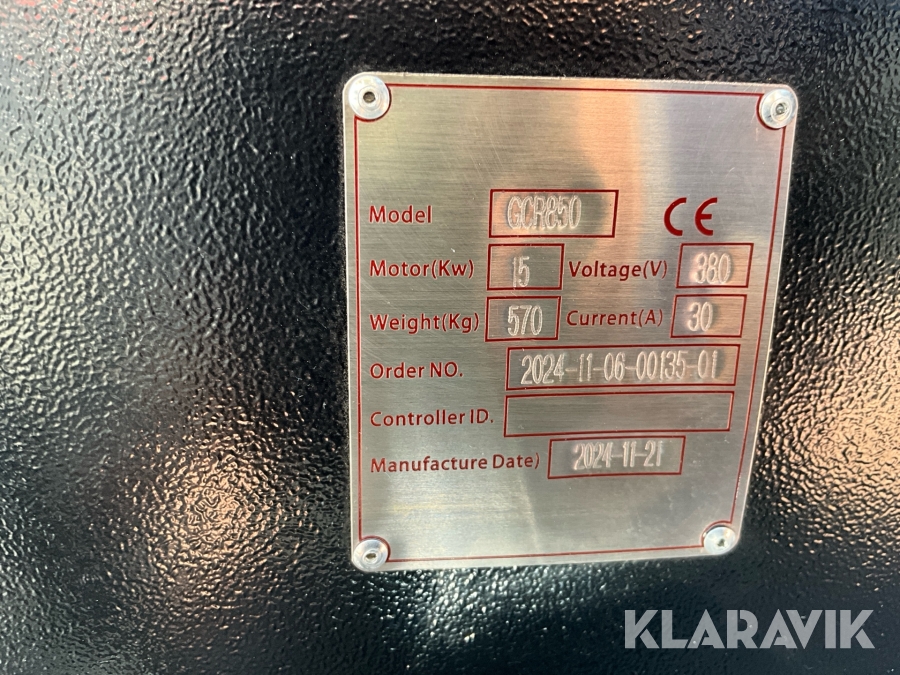 Model GCR850 CE
Motor(Kw) 15 Voltage(V) 380
Weight(Kg) 570 Current(A) 30
Order NO. 2024-11-06-00135-01
Controller ID.
Manufacture Date) 2024-11-21
KLARAVIK